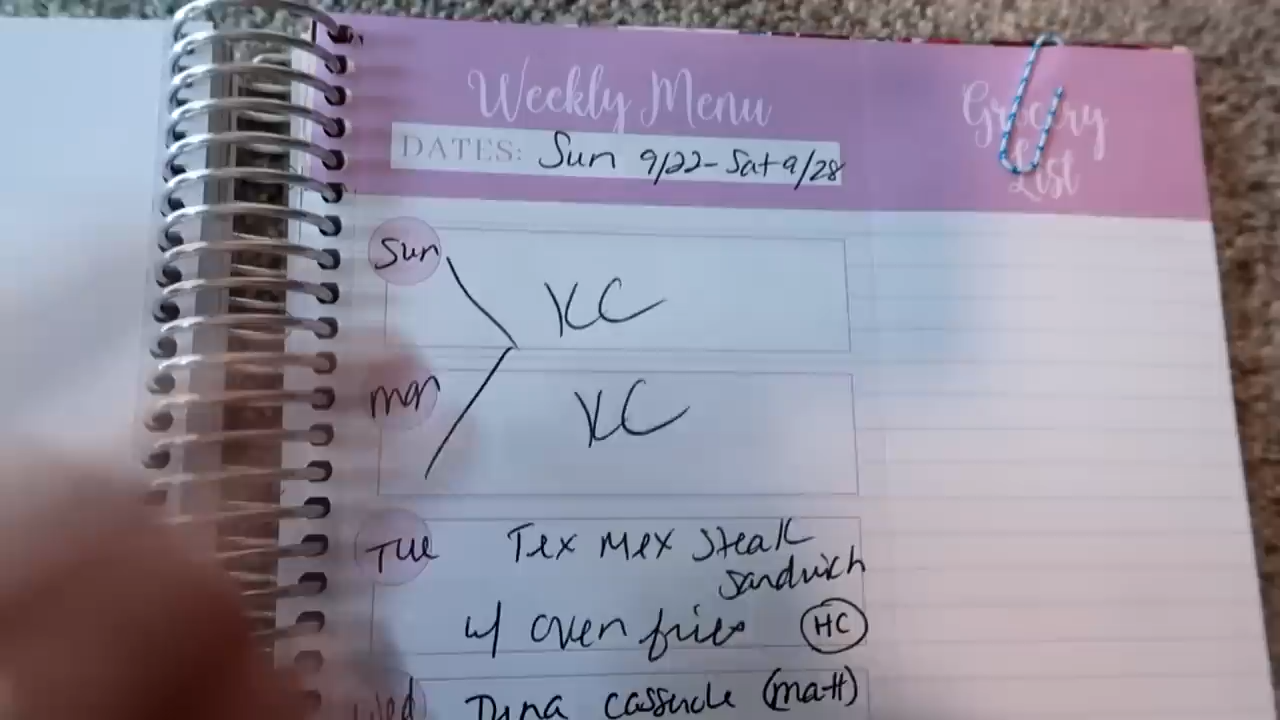 Weekly Menu
Grocery
List
DATES: Sun 9/22-Sat 9/28
Sun KC
mon KC
TUE Tex Mex Steak
sandwich
w/ oven fries HC
Wed Tuna casserole (matt)